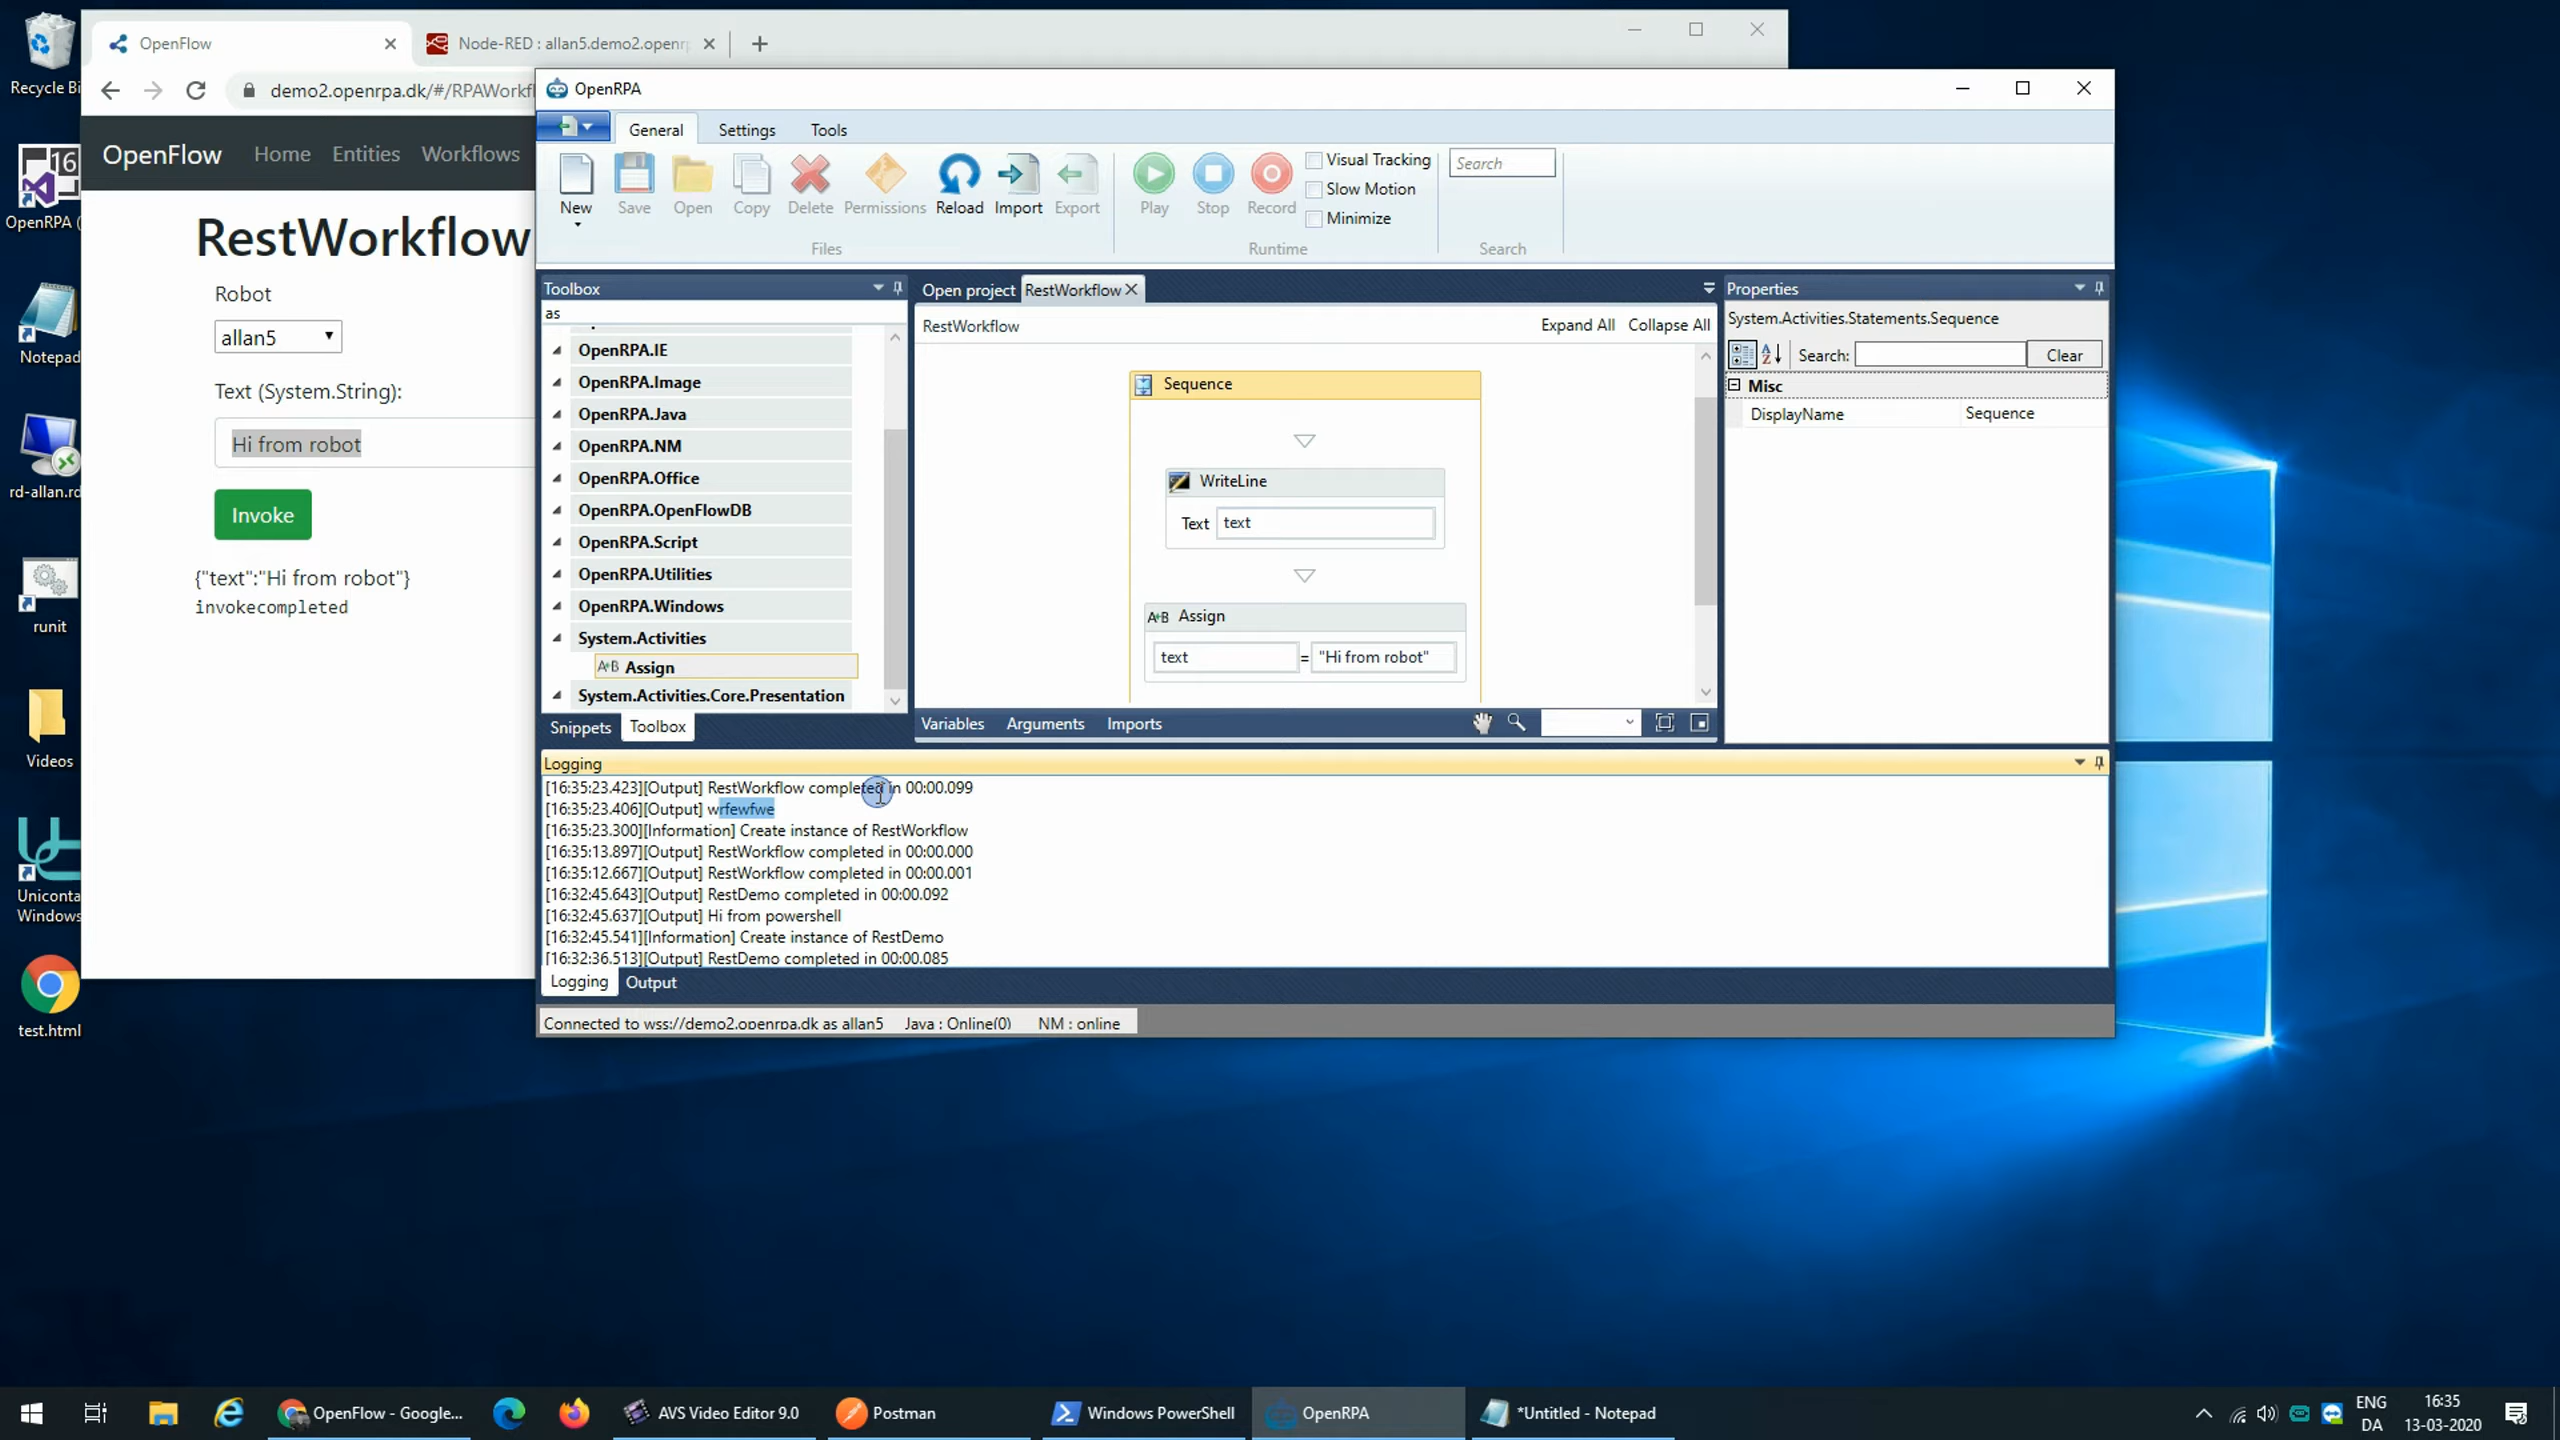 Recycle Bi
OpenRPA (
Notepad
rd-allan.rd
runit
Videos
Unicont
Windows
test.html
OpenFlow
Node-RED : allan5.demo2.openr
demo2.openrpa.dk/#/RPAWorkf
OpenFlow
Home
Entities
Workflows
RestWorkflow
Robot
allan5
Text (System.String):
Hi from robot
Invoke
{"text":"Hi from robot"}
invokecompleted
OpenRPA
General
Settings
Tools
New
Save
Open
Copy
Delete
Permissions
Reload
Import
Export
Files
Play
Stop
Record
Visual Tracking
Slow Motion
Minimize
Runtime
Search
Search
Toolbox
as
OpenRPA.IE
OpenRPA.Image
OpenRPA.Java
OpenRPA.NM
OpenRPA.Office
OpenRPA.OpenFlowDB
OpenRPA.Script
OpenRPA.Utilities
OpenRPA.Windows
System.Activities
A+B Assign
System.Activities.Core.Presentation
Snippets
Toolbox
Open project
RestWorkflow
RestWorkflow
Expand All
Collapse All
Sequence
WriteLine
Text
text
A+B Assign
text
=
"Hi from robot"
Variables
Arguments
Imports
Properties
System.Activities.Statements.Sequence
Search:
Clear
Misc
DisplayName
Sequence
Logging
[16:35:23.423][Output] RestWorkflow completed in 00:00.099
[16:35:23.406][Output] wrfewfwe
[16:35:23.300][Information] Create instance of RestWorkflow
[16:35:13.897][Output] RestWorkflow completed in 00:00.000
[16:35:12.667][Output] RestWorkflow completed in 00:00.001
[16:32:45.643][Output] RestDemo completed in 00:00.092
[16:32:45.637][Output] Hi from powershell
[16:32:45.541][Information] Create instance of RestDemo
[16:32:36.513][Output] RestDemo completed in 00:00.085
Logging
Output
Connected to wss://demo2.openrpa.dk as allan5
Java : Online(0)
NM : online
OpenFlow - Google...
AVS Video Editor 9.0
Postman
Windows PowerShell
OpenRPA
*Untitled - Notepad
ENG
DA
16:35
13-03-2020